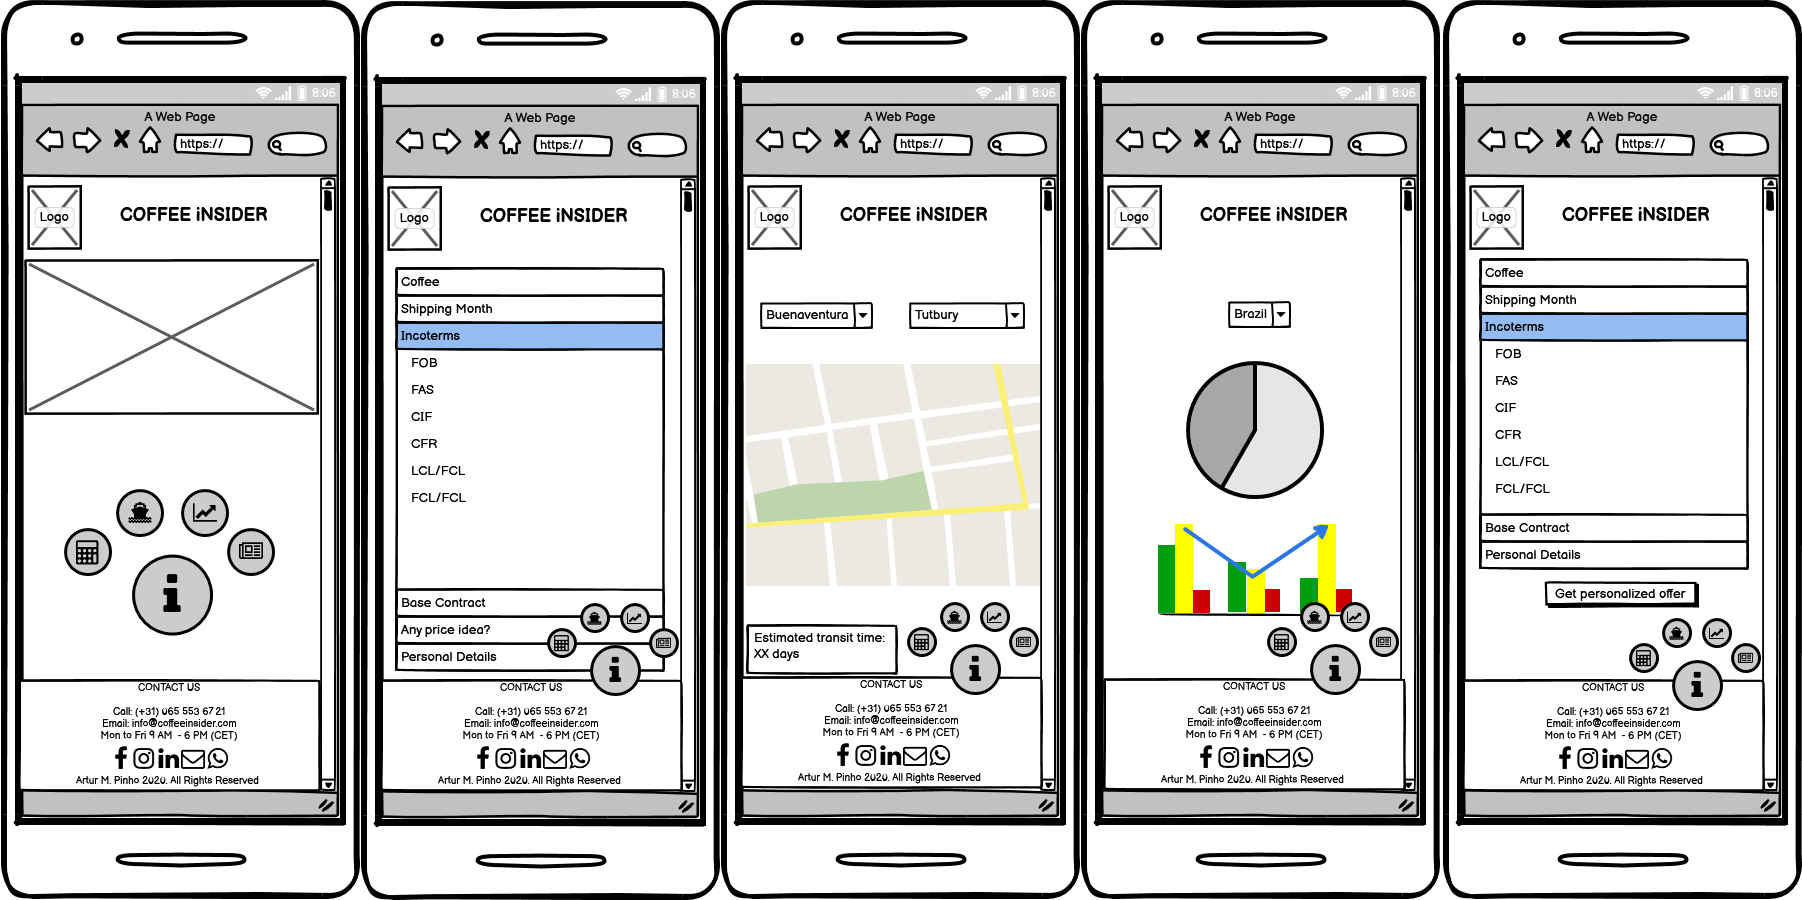 8:06
A Web Page
https://
Logo
COFFEE iNSIDER
i
CONTACT US
Call: (+31) 065 553 67 21
Email: info@coffeeinsider.com
Mon to Fri 9 AM - 6 PM (CET)
Artur M. Pinho 2020. All Rights Reserved
8:06
A Web Page
https://
Logo
COFFEE iNSIDER
Coffee
Shipping Month
Incoterms
FOB
FAS
CIF
CFR
LCL/FCL
FCL/FCL
Base Contract
Any price idea?
Personal Details
i
CONTACT US
Call: (+31) 065 553 67 21
Email: info@coffeeinsider.com
Mon to Fri 9 AM - 6 PM (CET)
Artur M. Pinho 2020. All Rights Reserved
8:06
A Web Page
https://
Logo
COFFEE iNSIDER
Buenaventura
Tutbury
Estimated transit time:
XX days
i
CONTACT US
Call: (+31) 065 553 67 21
Email: info@coffeeinsider.com
Mon to Fri 9 AM - 6 PM (CET)
Artur M. Pinho 2020. All Rights Reserved
8:06
A Web Page
https://
Logo
COFFEE iNSIDER
Brazil
i
CONTACT US
Call: (+31) 065 553 67 21
Email: info@coffeeinsider.com
Mon to Fri 9 AM - 6 PM (CET)
Artur M. Pinho 2020. All Rights Reserved
8:06
A Web Page
https://
Logo
COFFEE iNSIDER
Coffee
Shipping Month
Incoterms
FOB
FAS
CIF
CFR
LCL/FCL
FCL/FCL
Base Contract
Personal Details
Get personalized offer
i
CONTACT US
Call: (+31) 065 553 67 21
Email: info@coffeeinsider.com
Mon to Fri 9 AM - 6 PM (CET)
Artur M. Pinho 2020. All Rights Reserved